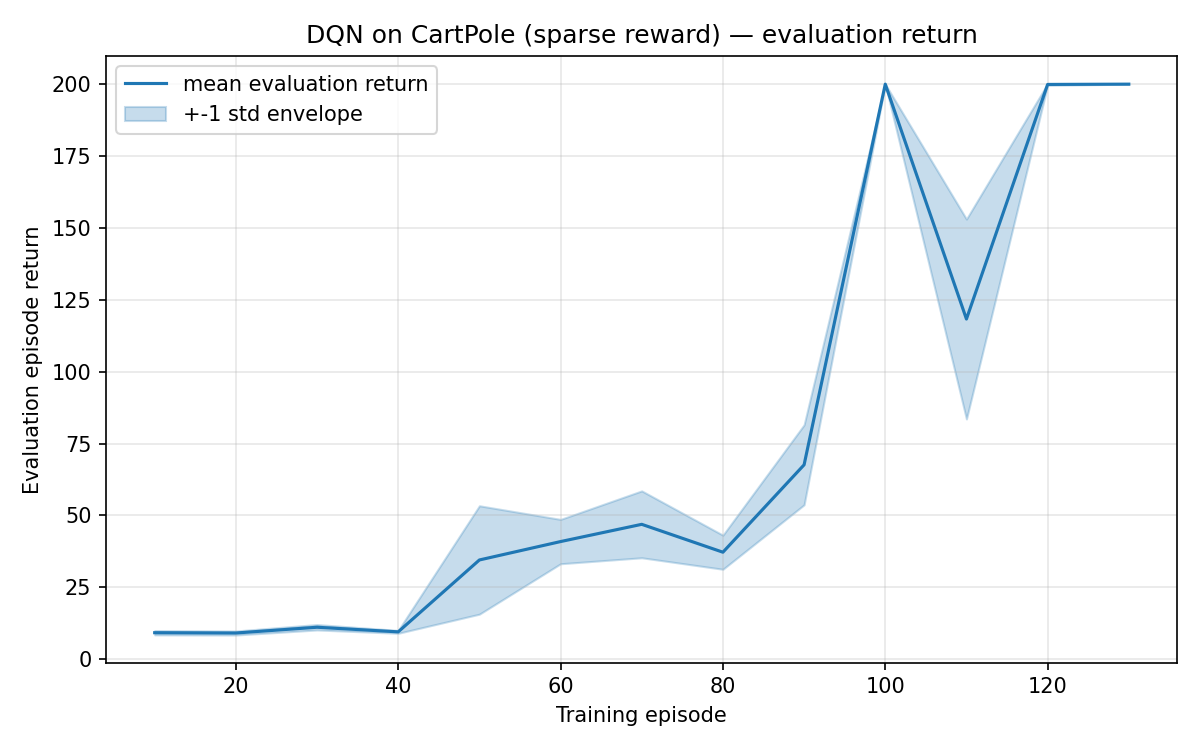 DQN on CartPole (sparse reward) — evaluation return
mean evaluation return
+-1 std envelope
Evaluation episode return
200
175
150
125
100
75
50
25
0
20 40 60 80 100 120
Training episode